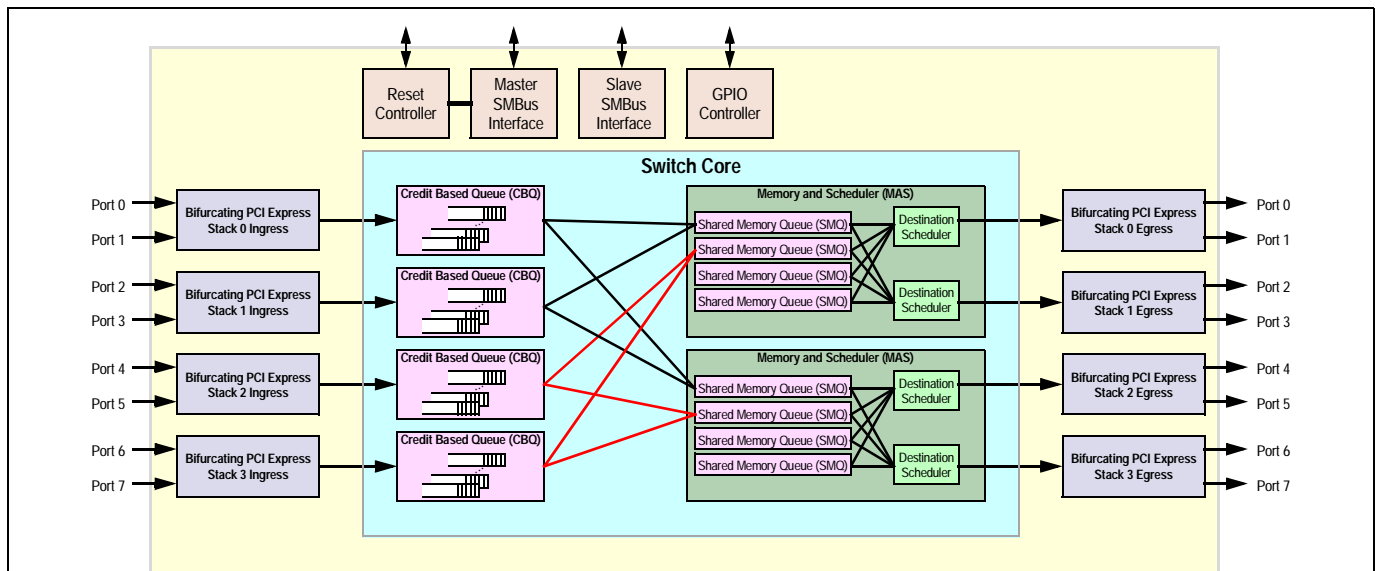 Reset
Controller
Master
SMBus
Interface
Slave
SMBus
Interface
GPIO
Controller
Switch Core
Port 0
Port 1
Bifurcating PCI Express
Stack 0 Ingress
Port 2
Port 3
Bifurcating PCI Express
Stack 1 Ingress
Port 4
Port 5
Bifurcating PCI Express
Stack 2 Ingress
Port 6
Port 7
Bifurcating PCI Express
Stack 3 Ingress
Credit Based Queue (CBQ)
Credit Based Queue (CBQ)
Credit Based Queue (CBQ)
Credit Based Queue (CBQ)
Memory and Scheduler (MAS)
Shared Memory Queue (SMQ)
Shared Memory Queue (SMQ)
Shared Memory Queue (SMQ)
Shared Memory Queue (SMQ)
Destination
Scheduler
Destination
Scheduler
Memory and Scheduler (MAS)
Shared Memory Queue (SMQ)
Shared Memory Queue (SMQ)
Shared Memory Queue (SMQ)
Shared Memory Queue (SMQ)
Destination
Scheduler
Destination
Scheduler
Bifurcating PCI Express
Stack 0 Egress
Port 0
Port 1
Bifurcating PCI Express
Stack 1 Egress
Port 2
Port 3
Bifurcating PCI Express
Stack 2 Egress
Port 4
Port 5
Bifurcating PCI Express
Stack 3 Egress
Port 6
Port 7